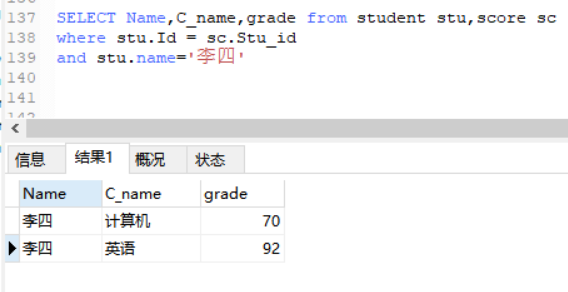 137 SELECT Name,C_name,grade from student stu,score sc
138 where stu.Id = sc.Stu_id
139 and stu.name='李四'
140
141
信息 结果1 概况 状态
Name C_name grade
李四 计算机 70
李四 英语 92